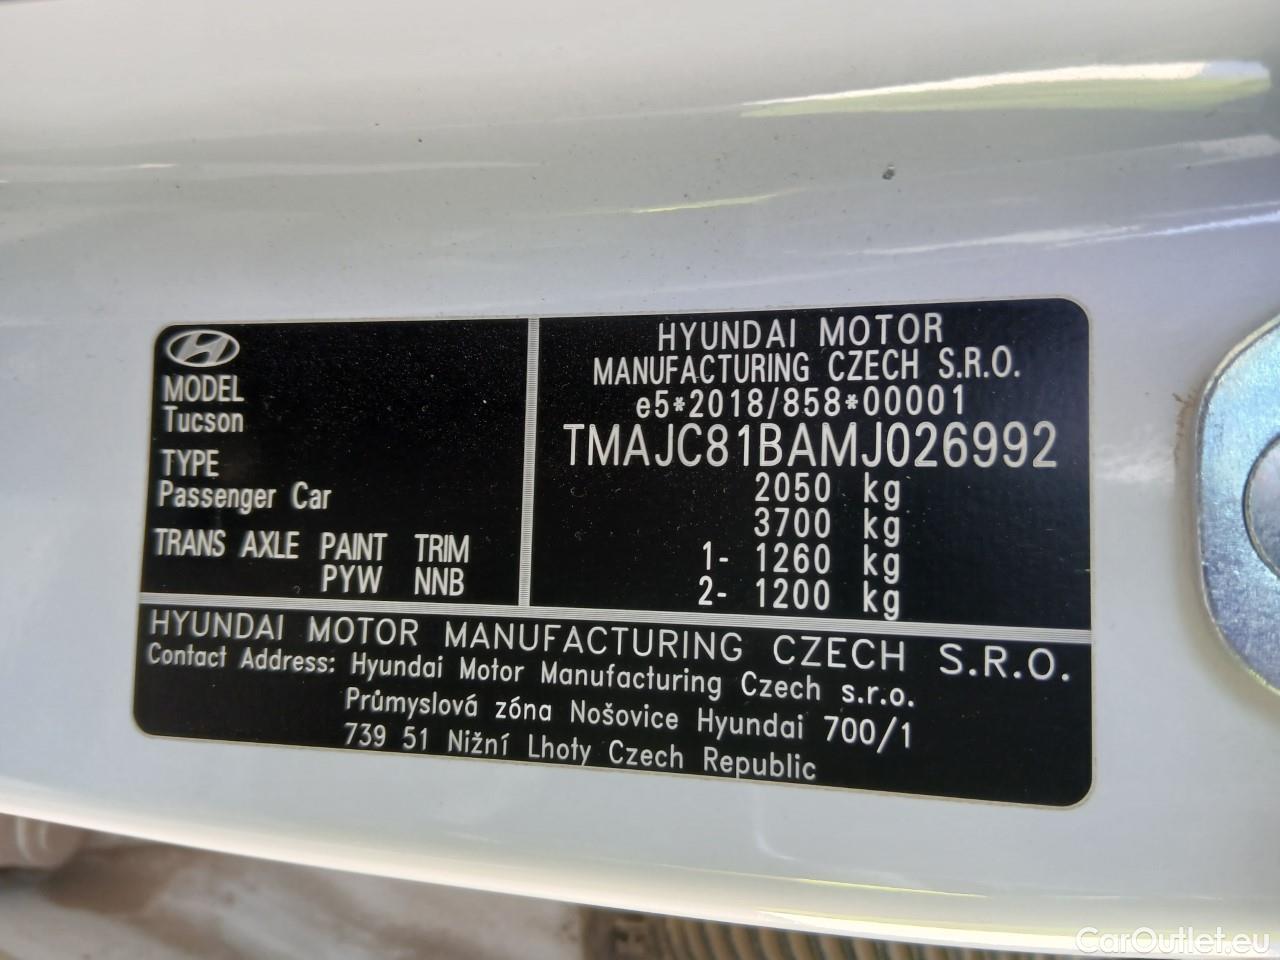 MODEL
Tucson
TYPE
Passenger Car
TRANS AXLE PAINT TRIM
PYW NNB
HYUNDAI MOTOR
MANUFACTURING CZECH S.R.O.
e5*2018/858*00001
TMAJC81BAMJ026992
2050 kg
3700 kg
1- 1260 kg
2- 1200 kg
HYUNDAI MOTOR MANUFACTURING CZECH S.R.O.
Contact Address: Hyundai Motor Manufacturing Czech s.r.o.
Průmyslová zóna Nošovice Hyundai 700/1
739 51 Nižní Lhoty Czech Republic
CarOutlet.eu